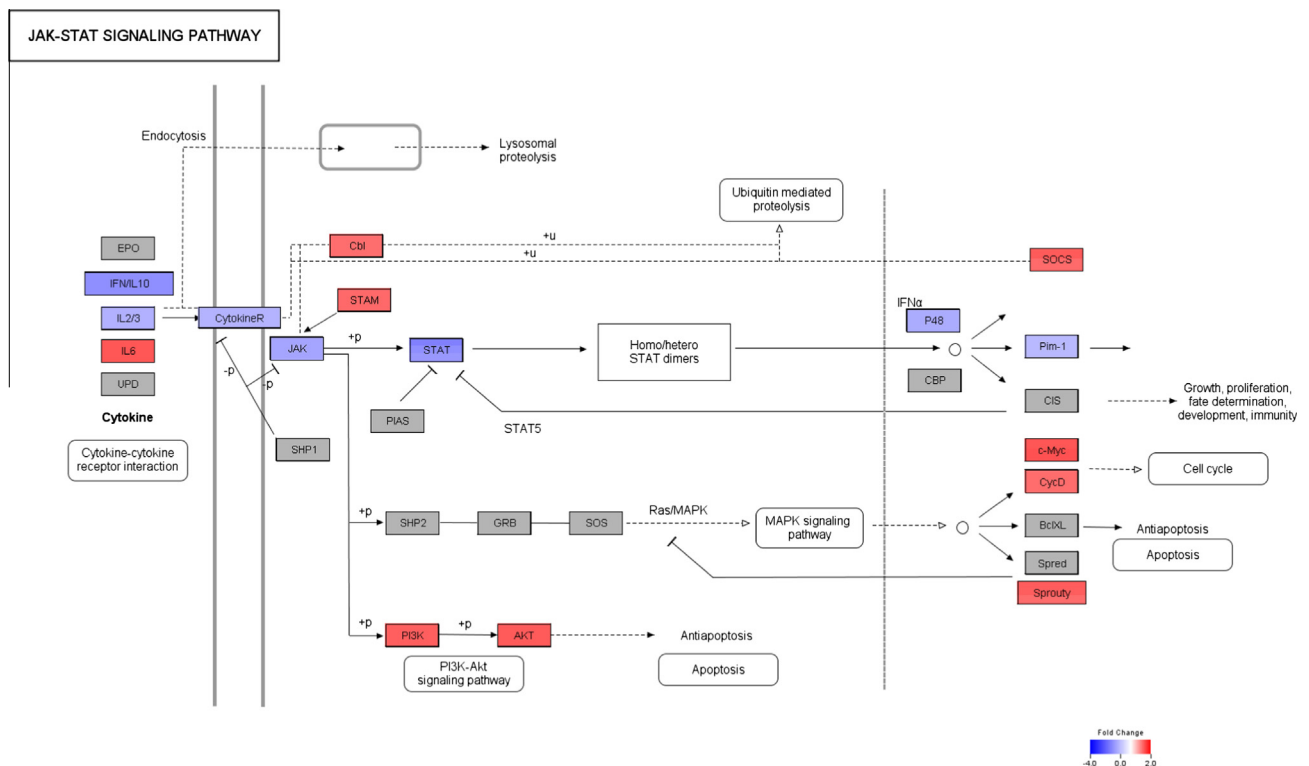 JAK-STAT SIGNALING PATHWAY
Endocytosis
Lysosomal
proteolysis
Ubiquitin mediated
proteolysis
EPO
Cbl
+u
+u
SOCS
IFN/IL10
STAM
IFNα
IL2/3
CytokineR
P48
+p
JAK
STAT
Homo/hetero
STAT dimers
Pim-1
IL6
-p
-p
UPD
CBP
CIS
Growth, proliferation,
fate determination,
development, immunity
Cytokine
PIAS
STAT5
Cytokine-cytokine
receptor interaction
SHP1
c-Myc
Cell cycle
CycD
+p
SHP2
GRB
SOS
Ras/MAPK
MAPK signaling
pathway
BclXL
Antiapoptosis
Apoptosis
Spred
Sprouty
+p
PI3K
+p
AKT
Antiapoptosis
PI3K-Akt
signaling pathway
Apoptosis
Fold Change
-4.0 0.0 2.0